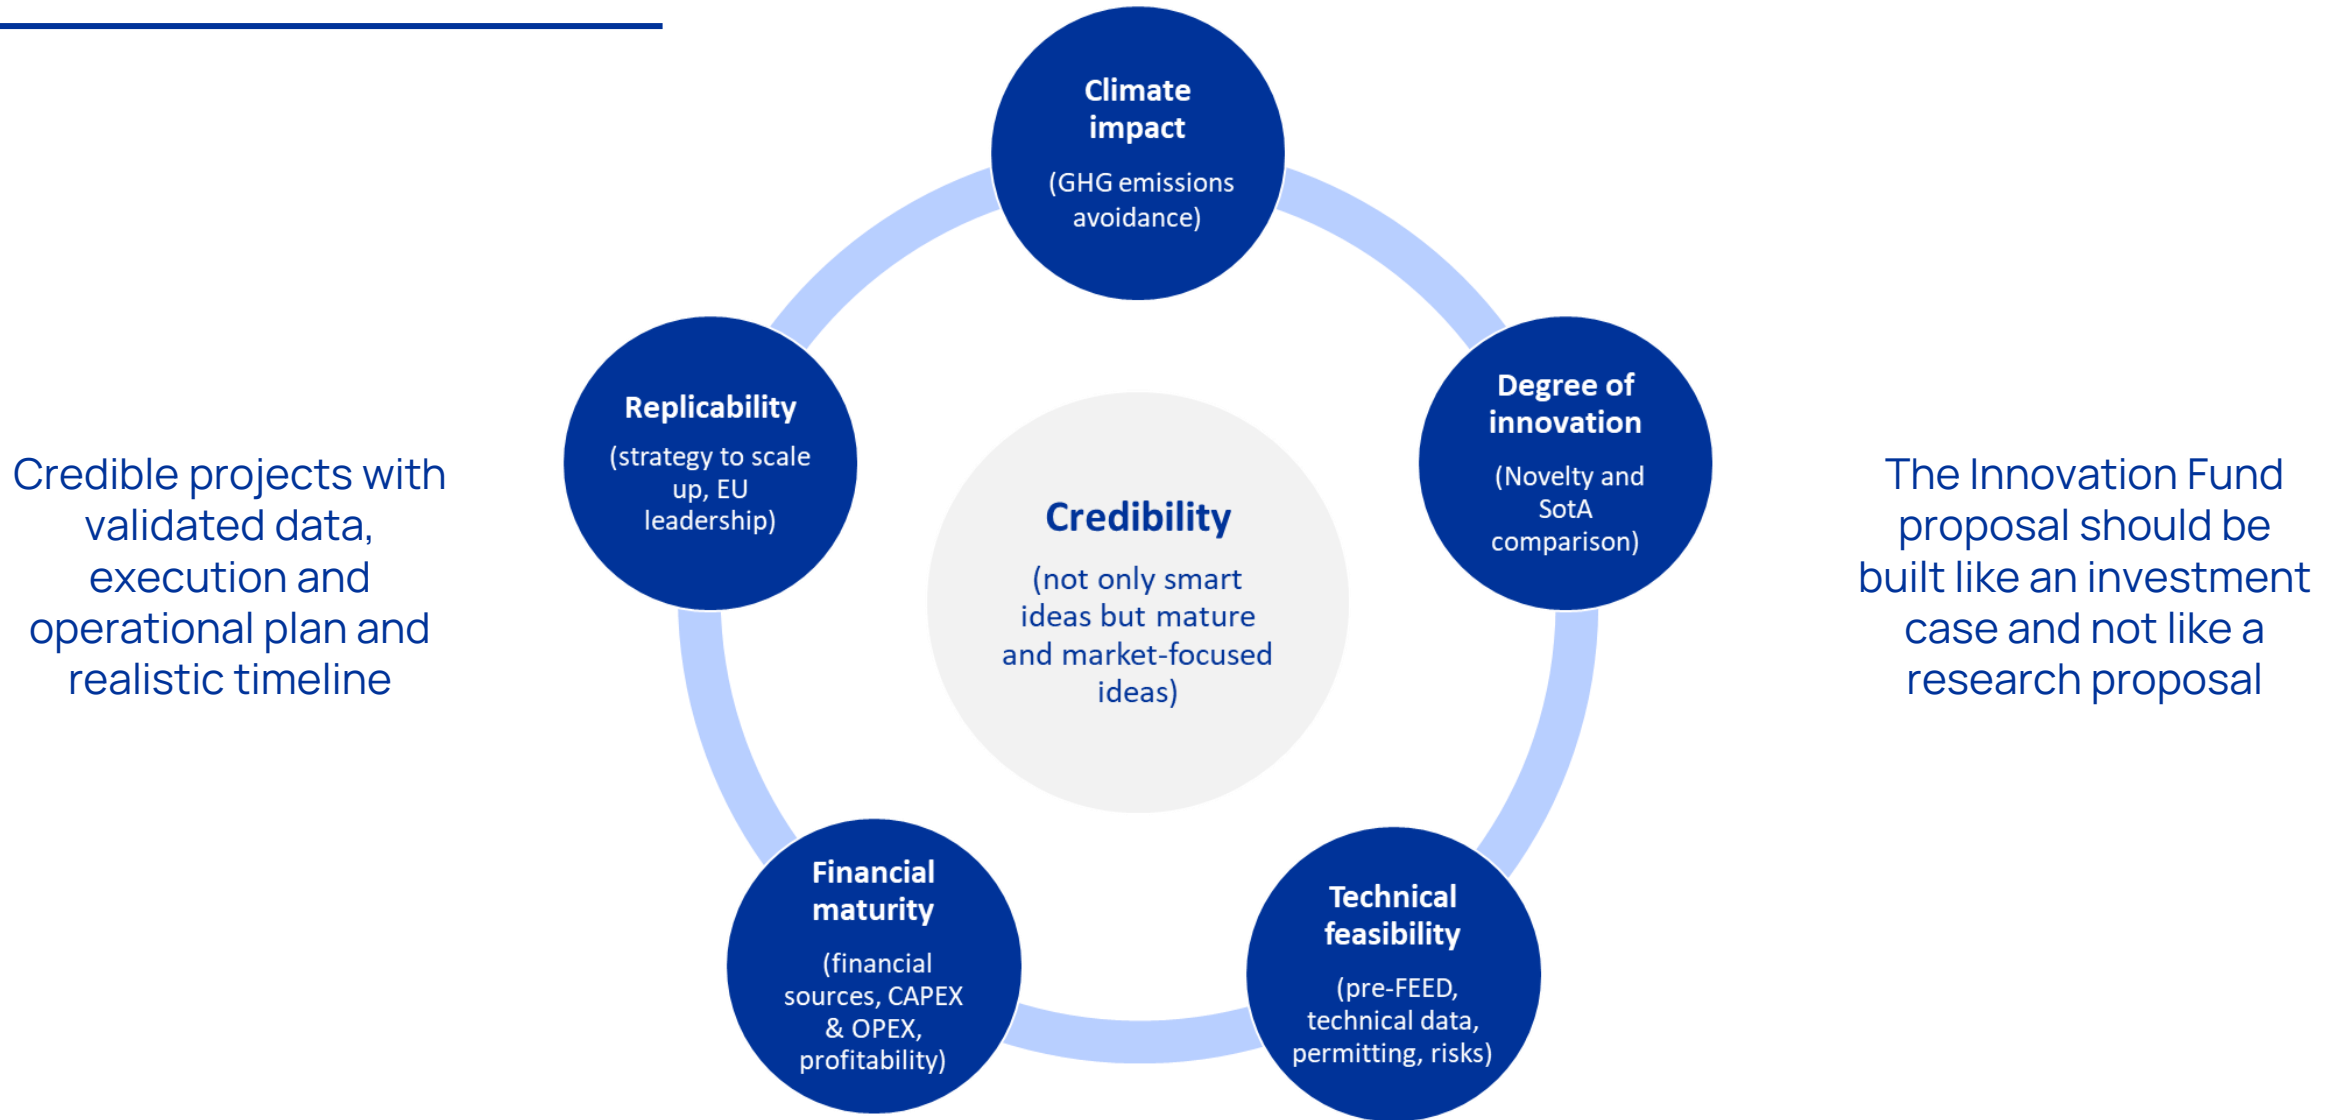 Climate
impact
(GHG emissions
avoidance)
Replicability
(strategy to scale
up, EU
leadership)
Degree of
innovation
(Novelty and
SotA
comparison)
Credible projects with
validated data,
execution and
operational plan and
realistic timeline
Credibility
(not only smart
ideas but mature
and market-focused
ideas)
The Innovation Fund
proposal should be
built like an investment
case and not like a
research proposal
Financial
maturity
(financial
sources, CAPEX
& OPEX,
profitability)
Technical
feasibility
(pre-FEED,
technical data,
permitting, risks)